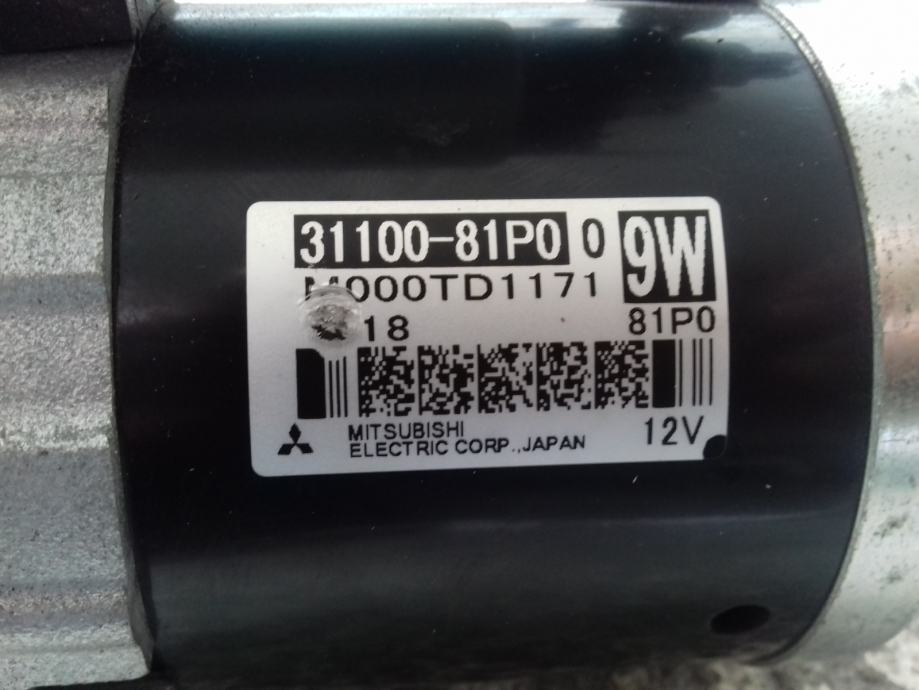 31100-81P0 0 9W
M000TD1171
18 81P0
MITSUBISHI
ELECTRIC CORP.,JAPAN 12V